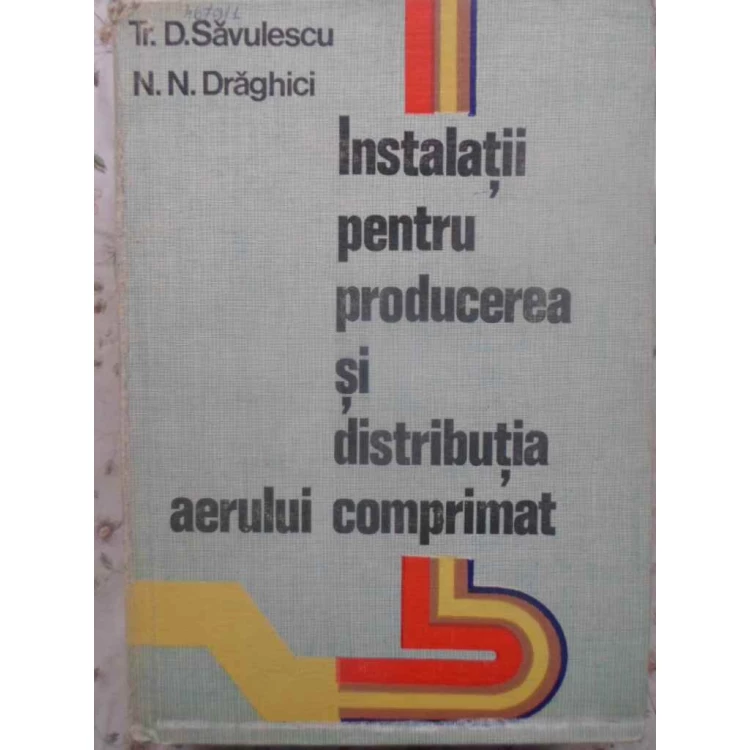 Tr. D. Săvulescu
N. N. Drăghici
Instalații
pentru
producerea
și
distribuția
aerului comprimat